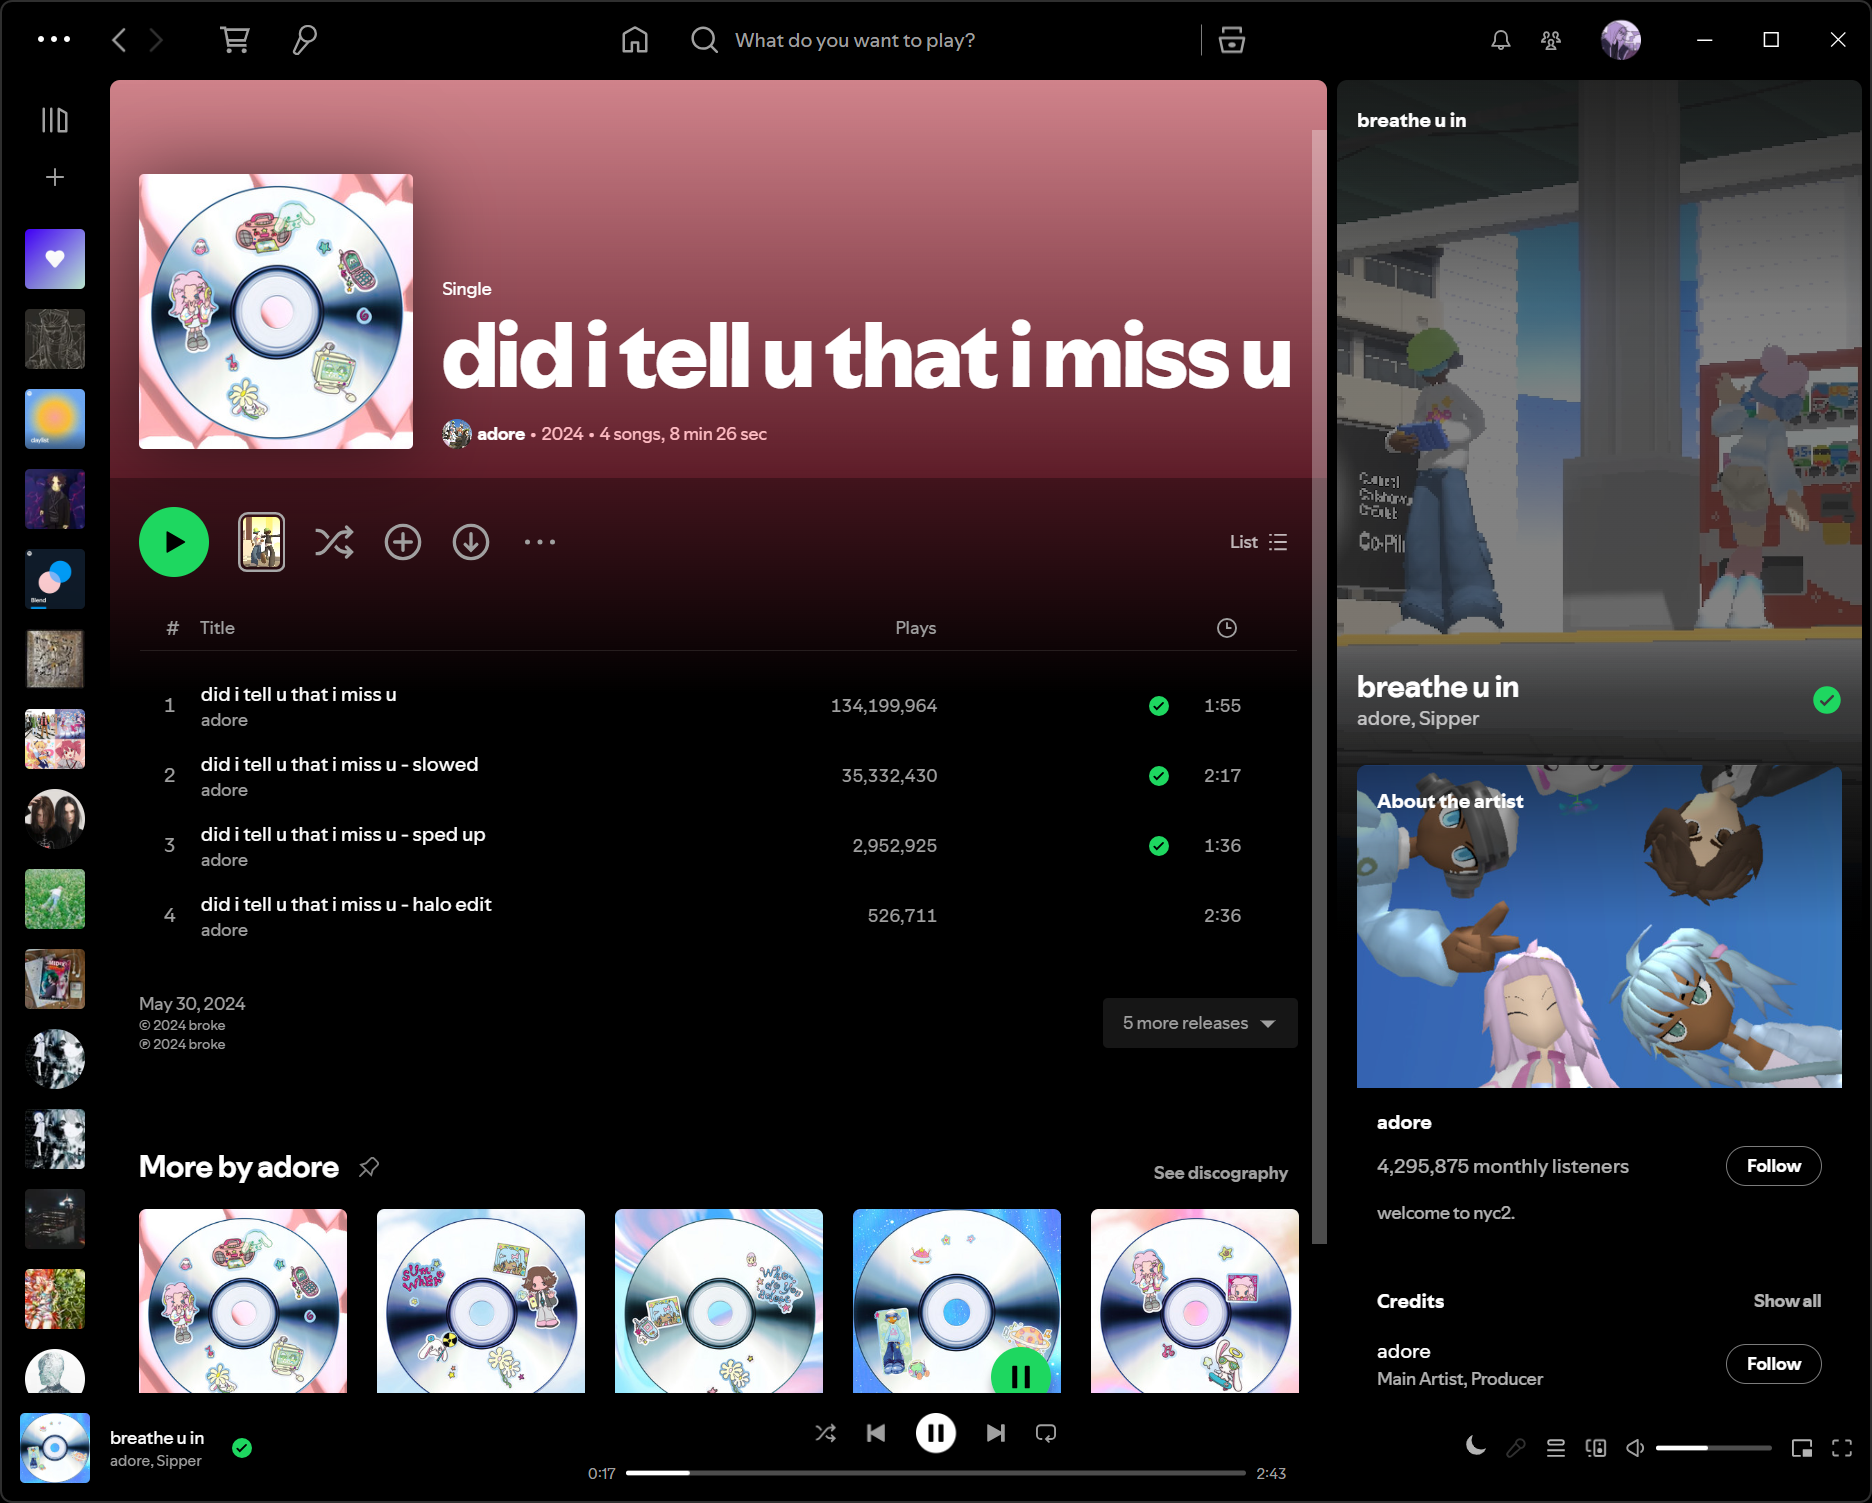 What do you want to play?
daylist
Blend
Single
did i tell u that i miss u
adore • 2024 • 4 songs, 8 min 26 sec
List
# Title Plays
1 did i tell u that i miss u 134,199,964 1:55
adore
2 did i tell u that i miss u - slowed 35,332,430 2:17
adore
3 did i tell u that i miss u - sped up 2,952,925 1:36
adore
4 did i tell u that i miss u - halo edit 526,711 2:36
adore
May 30, 2024
© 2024 broke
℗ 2024 broke
5 more releases
More by adore
See discography
breathe u in
Co-Pil
breathe u in
adore, Sipper
About the artist
adore
4,295,875 monthly listeners
Follow
welcome to nyc2.
Credits
Show all
adore
Main Artist, Producer
Follow
breathe u in
adore, Sipper
0:17
2:43